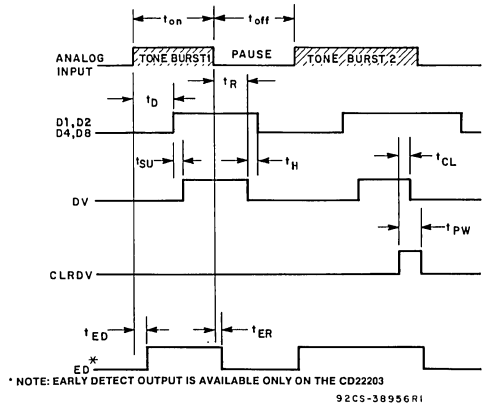 ton
toff
ANALOG
INPUT
TONE BURST 1
PAUSE
TONE BURST 2
tD
tR
D1, D2
D4, D8
tSU
tH
tCL
DV
tPW
CLRDV
tED
tER
ED*
* NOTE: EARLY DETECT OUTPUT IS AVAILABLE ONLY ON THE CD22203
92CS-38956R1